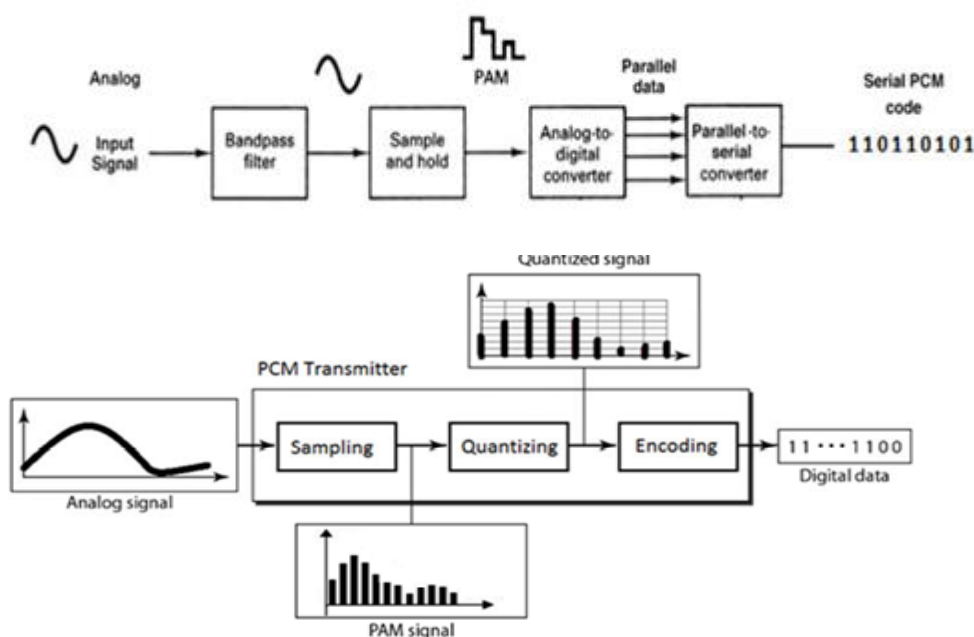 Analog
Input
Signal
Bandpass
filter
Sample
and hold
PAM
Analog-to-
digital
converter
Parallel
data
Parallel-to-
serial
converter
Serial PCM
code
110110101
Quantized signal
PCM Transmitter
Analog signal
Sampling
Quantizing
Encoding
11 ··· 1100
Digital data
PAM signal